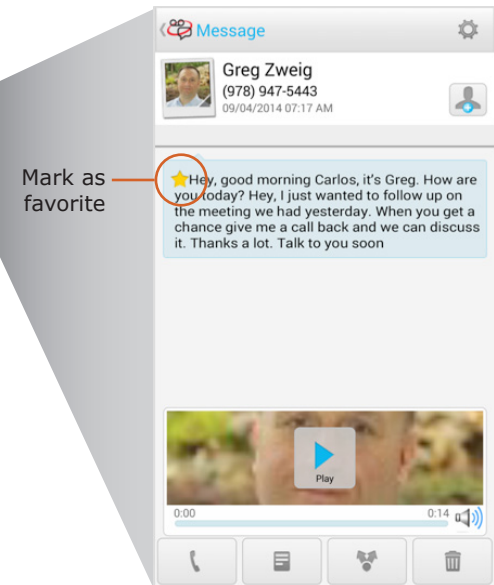 Message
Greg Zweig
(978) 947-5443
09/04/2014 07:17 AM
Mark as
favorite
Hey, good morning Carlos, it's Greg. How are
you today? Hey, I just wanted to follow up on
the meeting we had yesterday. When you get a
chance give me a call back and we can discuss
it. Thanks a lot. Talk to you soon
Play
0:00
0:14